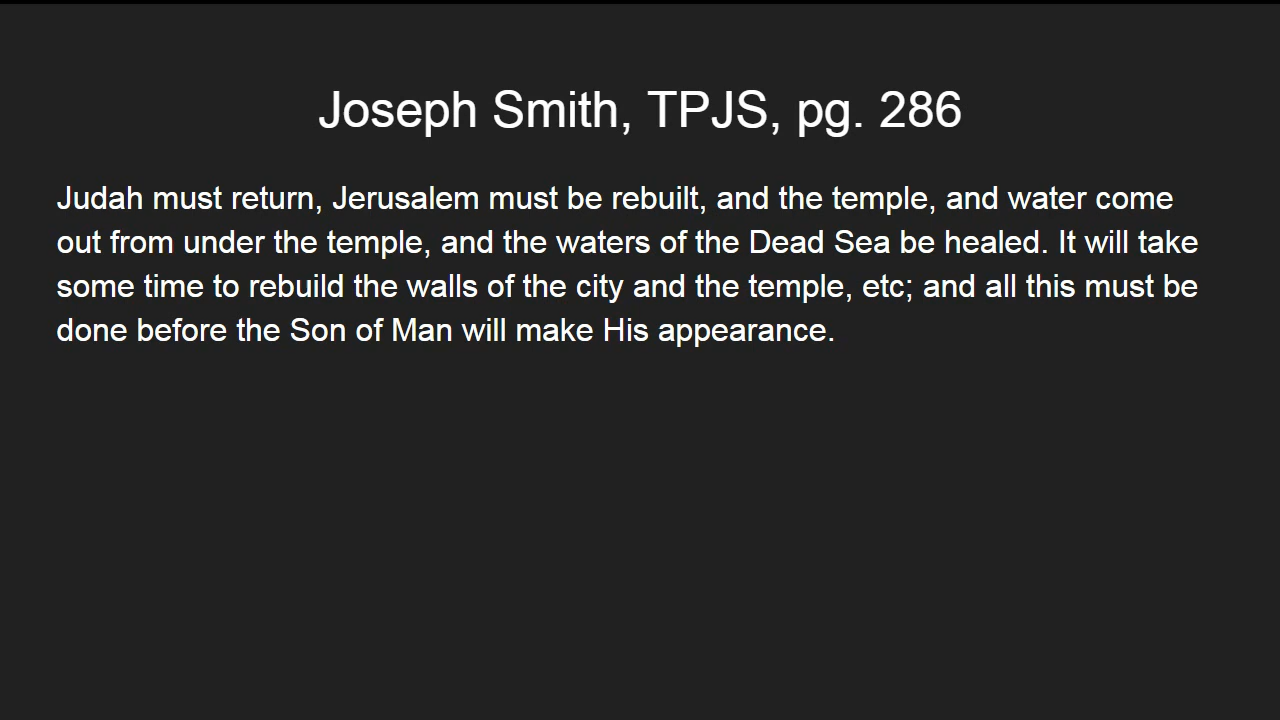 Joseph Smith, TPJS, pg. 286
Judah must return, Jerusalem must be rebuilt, and the temple, and water come
out from under the temple, and the waters of the Dead Sea be healed. It will take
some time to rebuild the walls of the city and the temple, etc; and all this must be
done before the Son of Man will make His appearance.